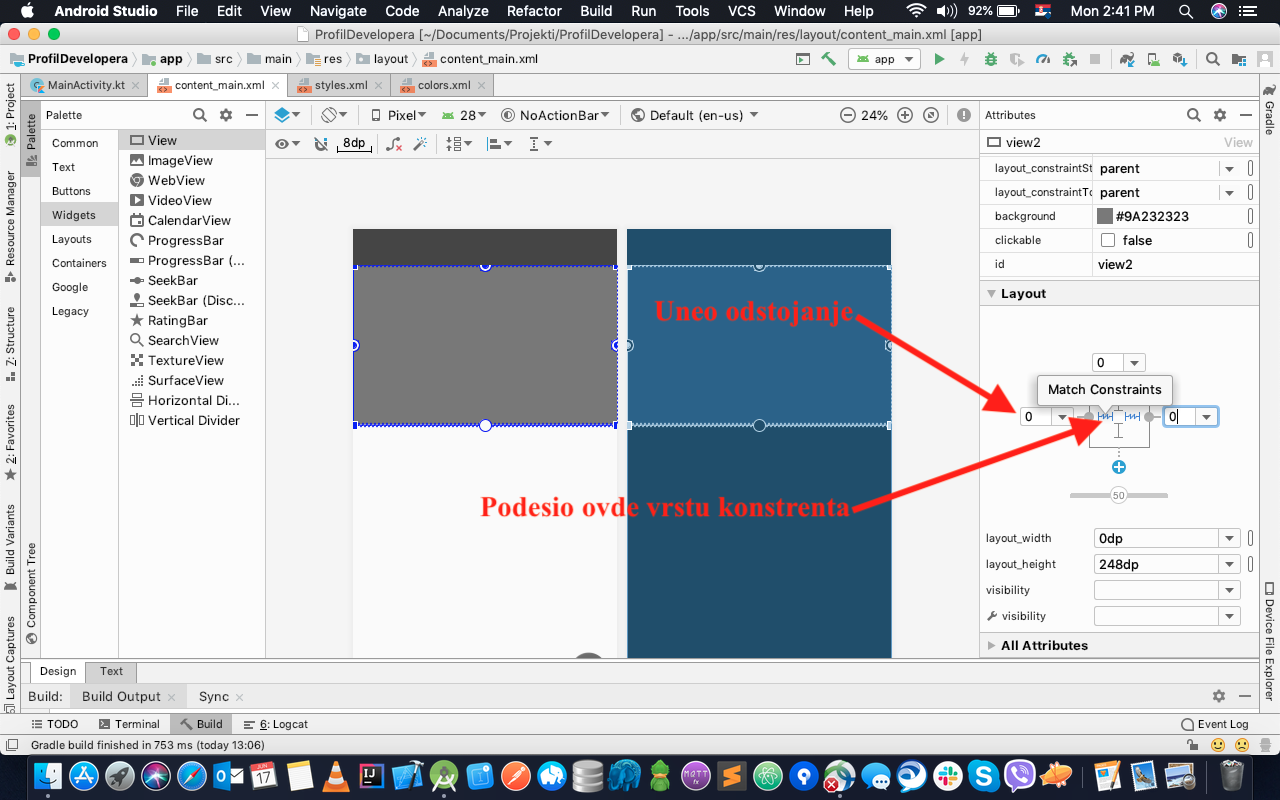 Android Studio File Edit View Navigate Code Analyze Refactor Build Run Tools VCS Window Help 92% Mon 2:41 PM
ProfilDevelopera [~/Documents/Projekti/ProfilDevelopera] - .../app/src/main/res/layout/content_main.xml [app]
ProfilDevelopera app src main res layout content_main.xml app
MainActivity.kt content_main.xml styles.xml colors.xml
1: Project
Resource Manager
Z: Structure
2: Favorites
Build Variants
Layout Captures
Palette
Component Tree
Palette
Common
Text
Buttons
Widgets
Layouts
Containers
Google
Legacy
View
ImageView
WebView
VideoView
CalendarView
ProgressBar
ProgressBar (...
SeekBar
SeekBar (Disc...
RatingBar
SearchView
TextureView
SurfaceView
Horizontal Di...
Vertical Divider
Pixel 28 NoActionBar Default (en-us) 24%
8dp
Uneo odstojanje
Podesio ovde vrstu konstrenta
Attributes
view2 View
layout_constraintSt parent
layout_constraintTo parent
background #9A232323
clickable false
id view2
Layout
0
Match Constraints
0 0
50
layout_width 0dp
layout_height 248dp
visibility
visibility
All Attributes
Gradle
Device File Explorer
Design Text
Build: Build Output Sync
TODO Terminal Build 6: Logcat Event Log
Gradle build finished in 753 ms (today 13:06)
JUN
17
IJ
MOTT
fx